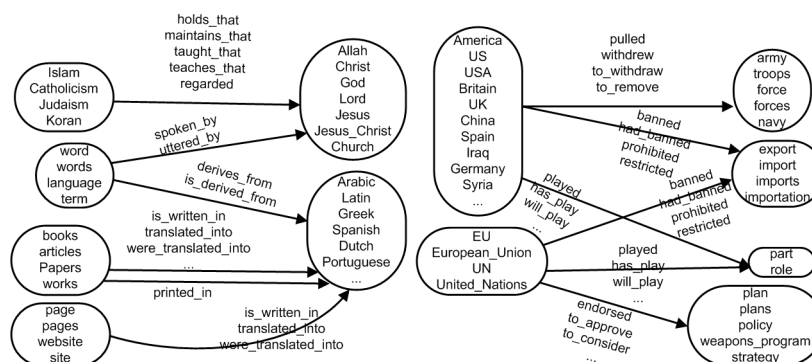 holds_that
maintains_that
taught_that
teaches_that
regarded
Islam
Catholicism
Judaism
Koran
Allah
Christ
God
Lord
Jesus
Jesus_Christ
Church
spoken_by
uttered_by
word
words
language
term
derives_from
is_derived_from
Arabic
Latin
Greek
Spanish
Dutch
Portuguese
...
is_written_in
translated_into
were_translated_into
...
books
articles
Papers
works
printed_in
page
pages
website
site
is_written_in
translated_into
were_translated_into
America
US
USA
Britain
UK
China
Spain
Iraq
Germany
Syria
...
pulled
withdrew
to_withdraw
to_remove
army
troops
force
forces
navy
banned
had_banned
prohibited
restricted
export
import
imports
importation
played
has_play
will_play
...
banned
had_banned
prohibited
restricted
EU
European_Union
UN
United_Nations
played
has_play
will_play
...
part
role
endorsed
to_approve
to_consider
...
plan
plans
policy
weapons_program
strategy